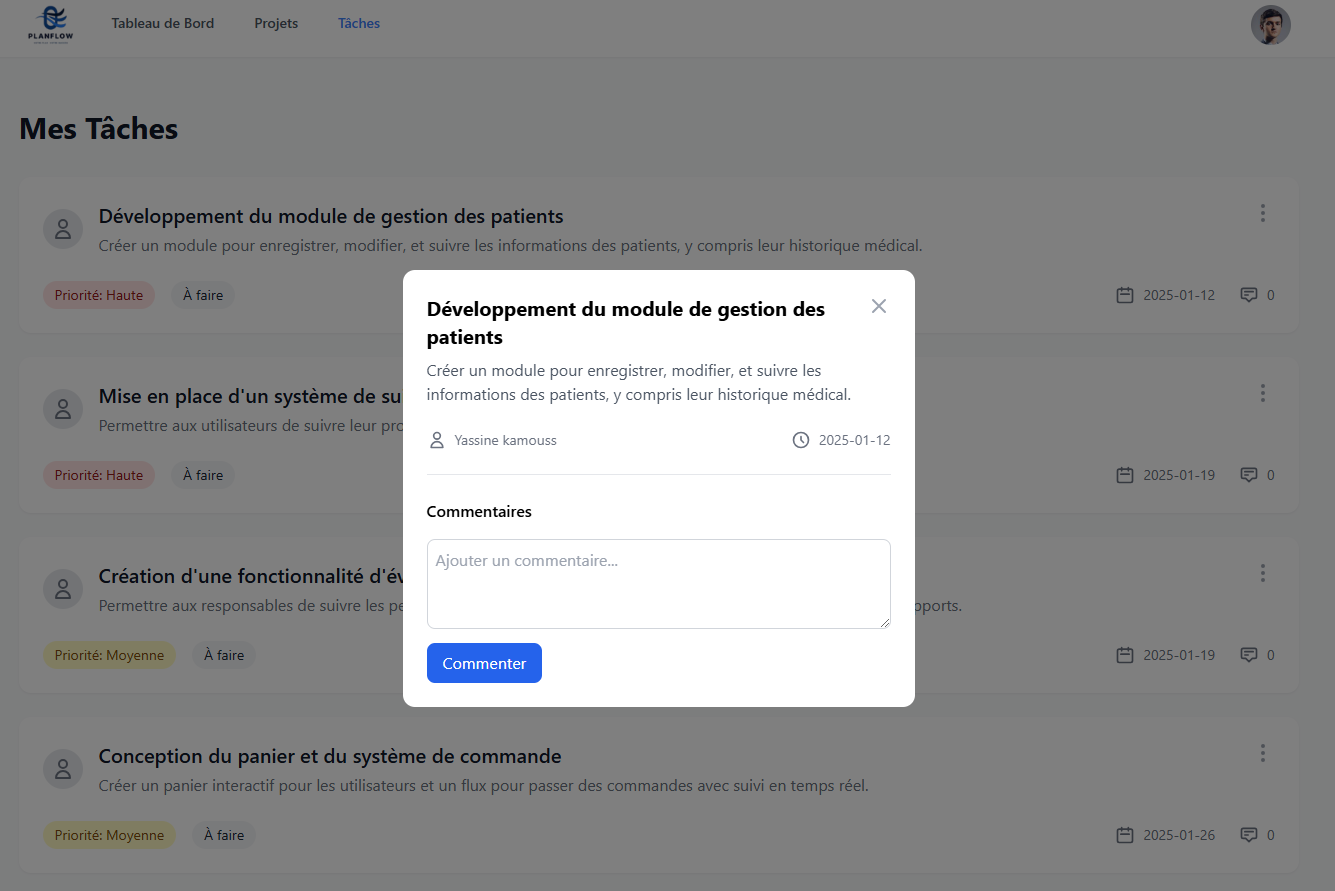 PLANFLOW
Tableau de Bord
Projets
Tâches
Mes Tâches
Développement du module de gestion des patients
Créer un module pour enregistrer, modifier, et suivre les informations des patients, y compris leur historique médical.
Priorité: Haute
À faire
2025-01-12
0
Mise en place d'un système de su
Permettre aux utilisateurs de suivre leur pro
Priorité: Haute
À faire
2025-01-19
0
Création d'une fonctionnalité d'év
Permettre aux responsables de suivre les pe
pports.
Priorité: Moyenne
À faire
2025-01-19
0
Conception du panier et du système de commande
Créer un panier interactif pour les utilisateurs et un flux pour passer des commandes avec suivi en temps réel.
Priorité: Moyenne
À faire
2025-01-26
0
Développement du module de gestion des
patients
Créer un module pour enregistrer, modifier, et suivre les
informations des patients, y compris leur historique médical.
Yassine kamouss
2025-01-12
Commentaires
Ajouter un commentaire...
Commenter